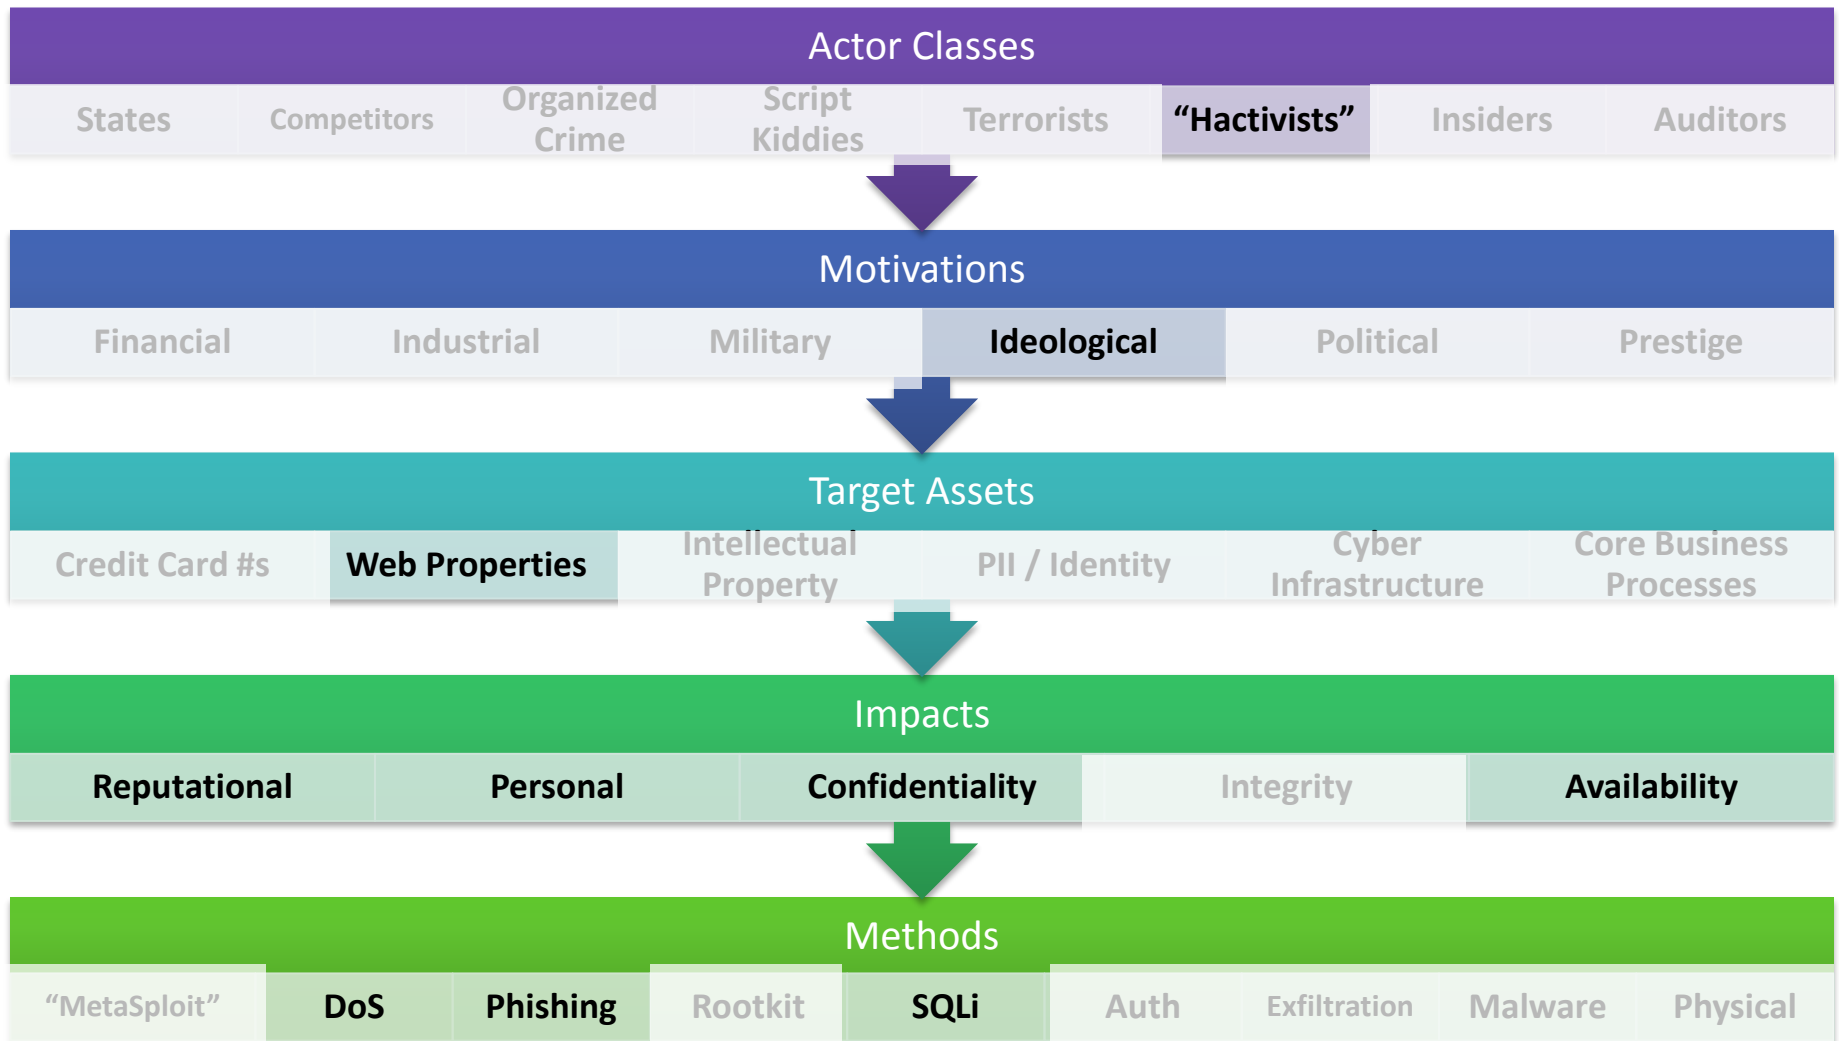 Actor Classes
States Competitors Organized Crime Script Kiddies Terrorists “Hactivists” Insiders Auditors
Motivations
Financial Industrial Military Ideological Political Prestige
Target Assets
Credit Card #s Web Properties Intellectual Property PII / Identity Cyber Infrastructure Core Business Processes
Impacts
Reputational Personal Confidentiality Integrity Availability
Methods
“MetaSploit” DoS Phishing Rootkit SQLi Auth Exfiltration Malware Physical